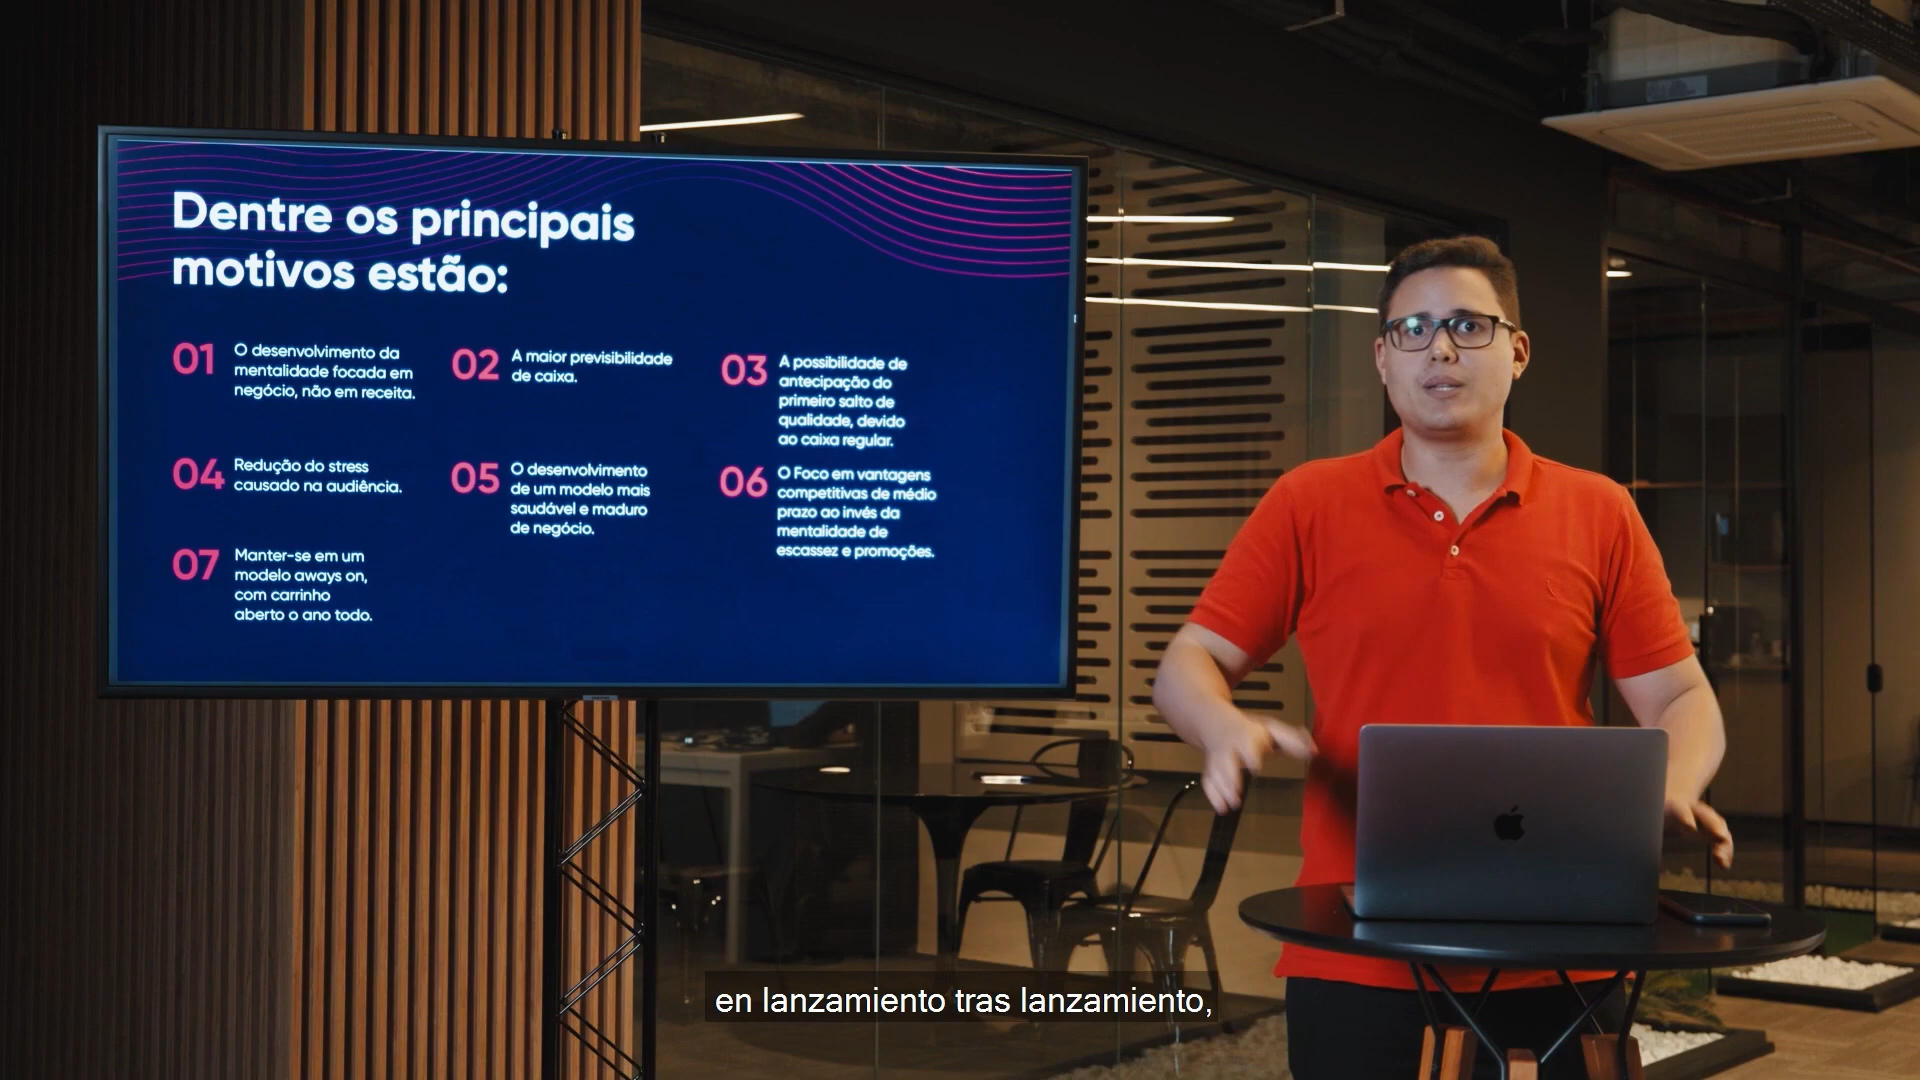 Dentre os principais
motivos estão:
01
O desenvolvimento da
mentalidade focada em
negócio, não em receita.
02
A maior previsibilidade
de caixa.
03
A possibilidade de
antecipação do
primeiro salto de
qualidade, devido
ao caixa regular.
04
Redução do stress
causado na audiência.
05
O desenvolvimento
de um modelo mais
saudável e maduro
de negócio.
06
O Foco em vantagens
competitivas de médio
prazo ao invés da
mentalidade de
escassez e promoções.
07
Manter-se em um
modelo aways on,
com carrinho
aberto o ano todo.
en lanzamiento tras lanzamiento,